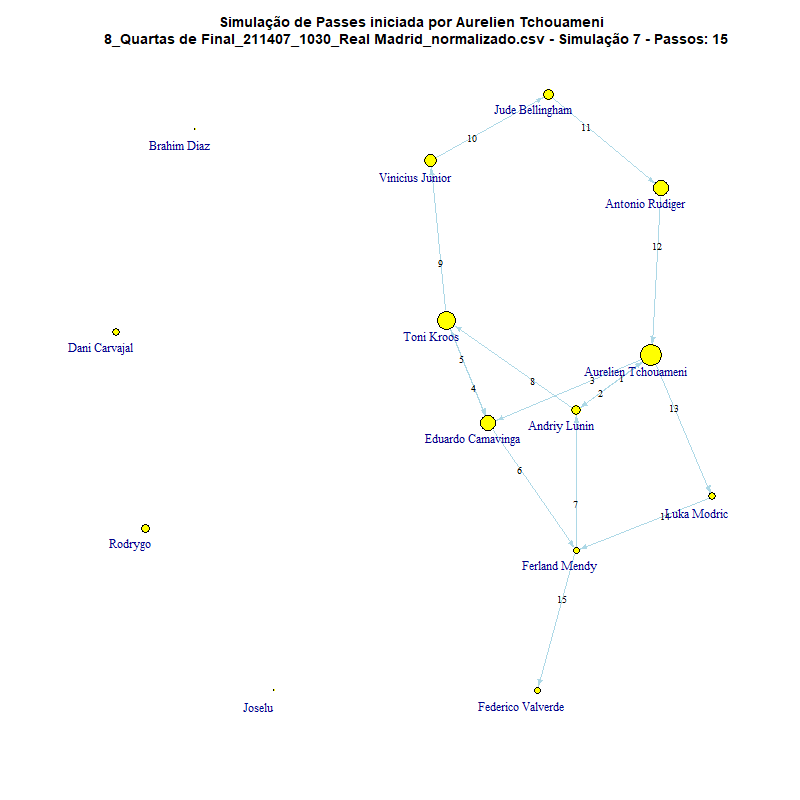 Simulação de Passes iniciada por Aurelien Tchouameni
8_Quartas de Final_211407_1030_Real Madrid_normalizado.csv - Simulação 7 - Passos: 15
Jude Bellingham
11
10
Brahim Diaz
Vinicius Junior
Antonio Rudiger
12
9
Toni Kroos
Dani Carvajal
5
Aurelien Tchouameni
8
3
1
4
2
13
Andriy Lunin
Eduardo Camavinga
6
7
Luka Modric
14
Rodrygo
Ferland Mendy
15
Joselu
Federico Valverde